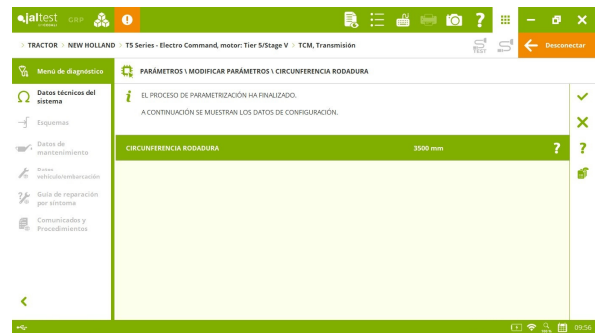 jaltest GRP
TRACTOR > NEW HOLLAND > T5 Series - Electro Command, motor: Tier 5/Stage V > TCM, Transmisión
TEST
Desconectar
Menú de diagnóstico
PARÁMETROS \ MODIFICAR PARÁMETROS \ CIRCUNFERENCIA RODADURA
Datos técnicos del
sistema
EL PROCESO DE PARAMETRIZACIÓN HA FINALIZADO.
A CONTINUACIÓN SE MUESTRAN LOS DATOS DE CONFIGURACIÓN.
Esquemas
Datos de
mantenimiento
CIRCUNFERENCIA RODADURA 3500 mm ?
Datos
vehículo/embarcación
Guía de reparación
por síntoma
Comunicados y
Procedimientos
09:56